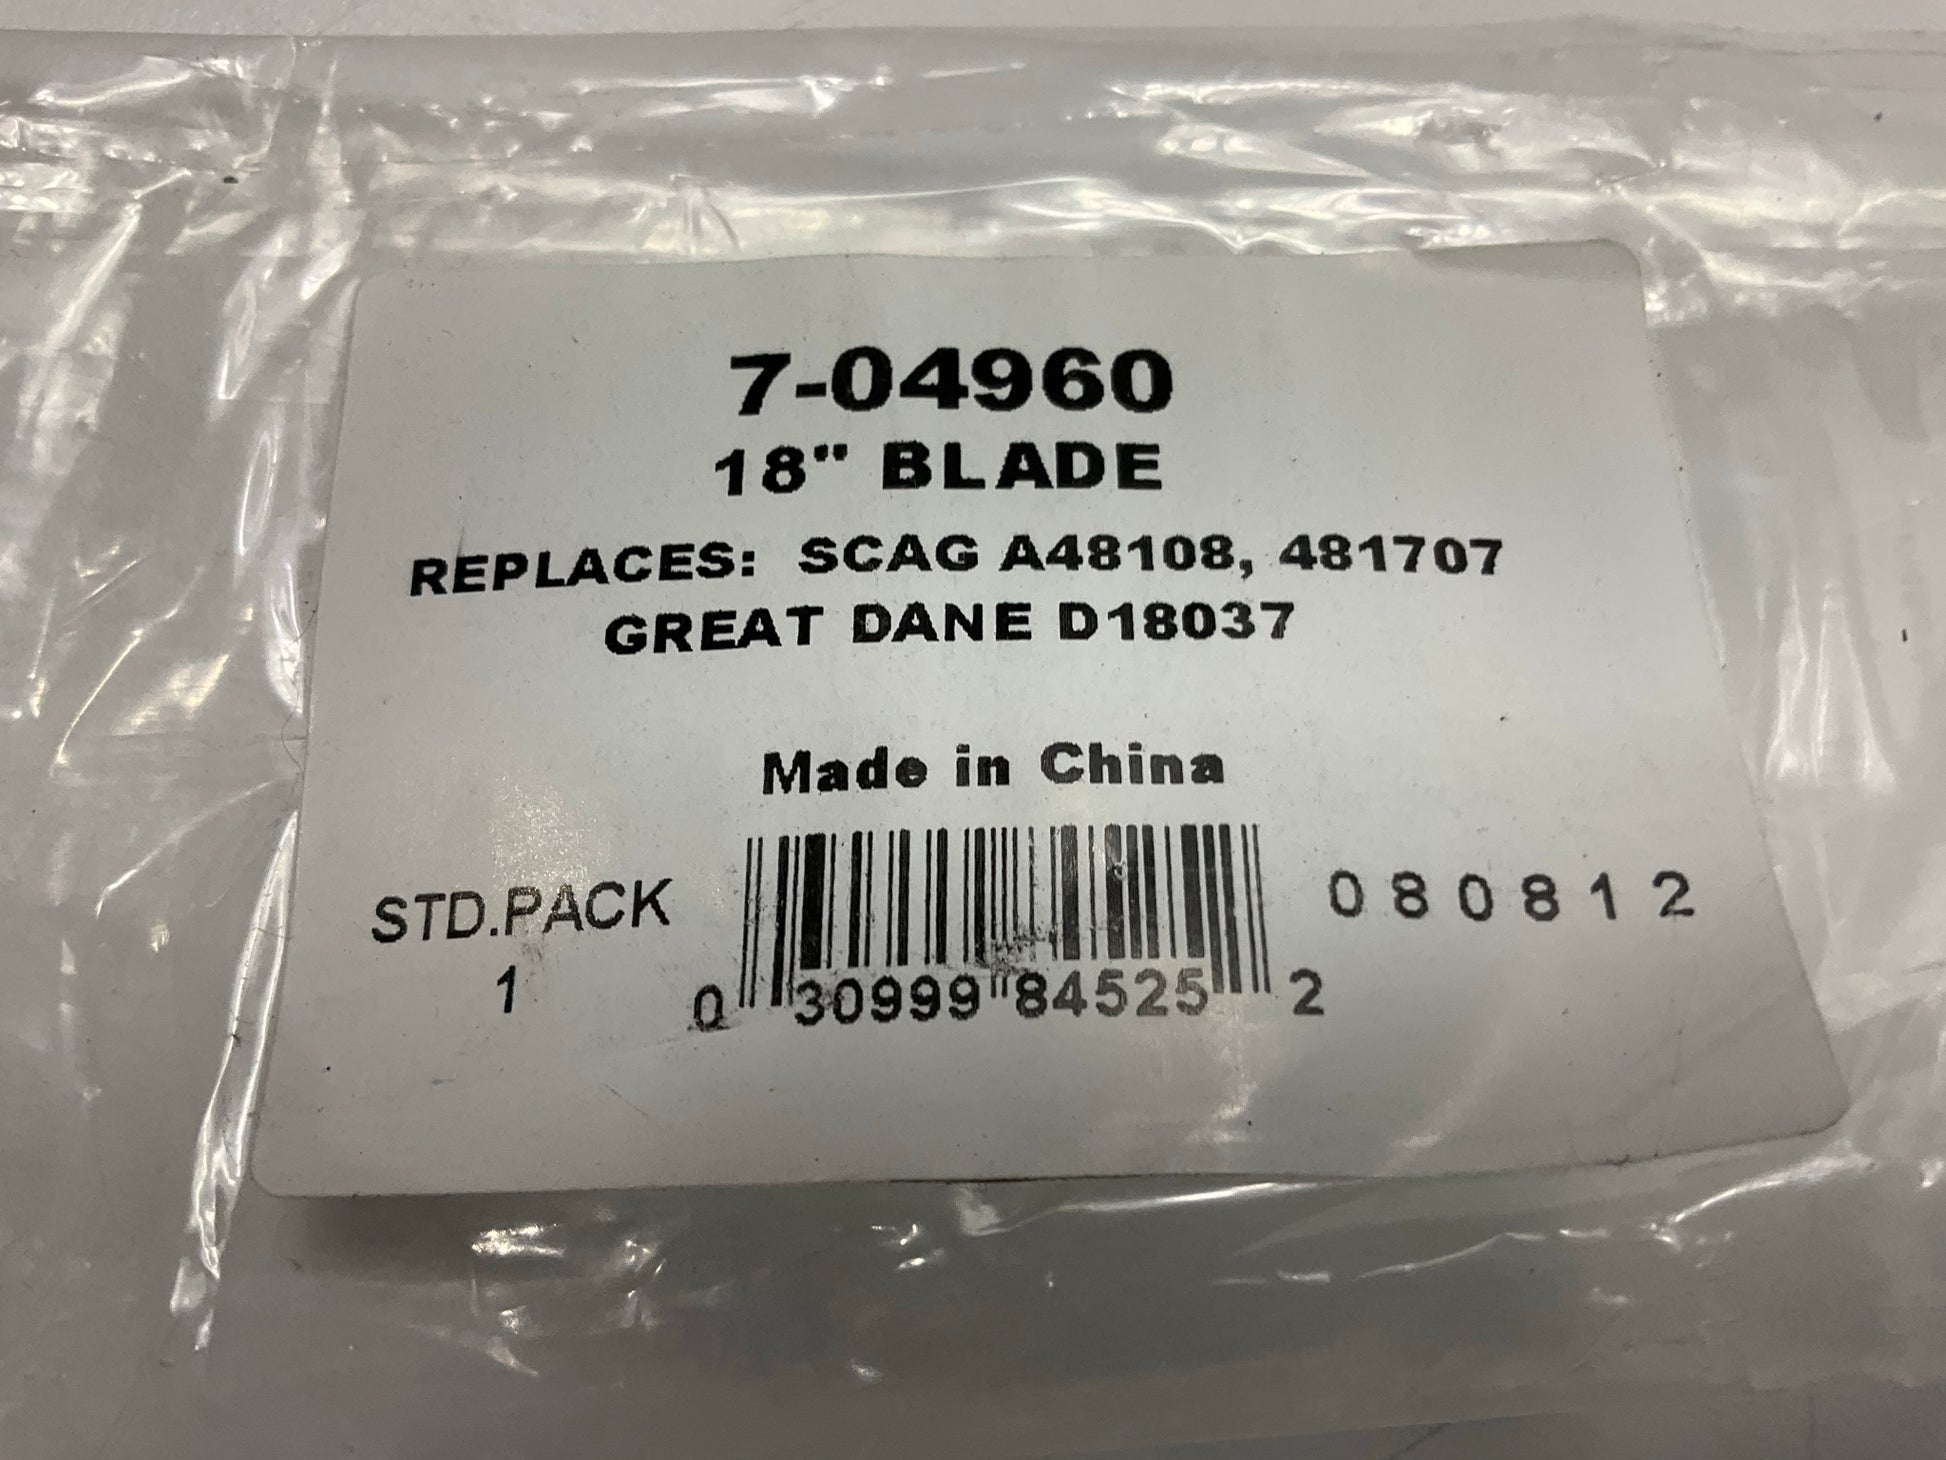 7-04960
18" BLADE
REPLACES: SCAG A48108, 481707
GREAT DANE D18037
Made in China
STD.PACK
1
0 30999 84525 2
080812